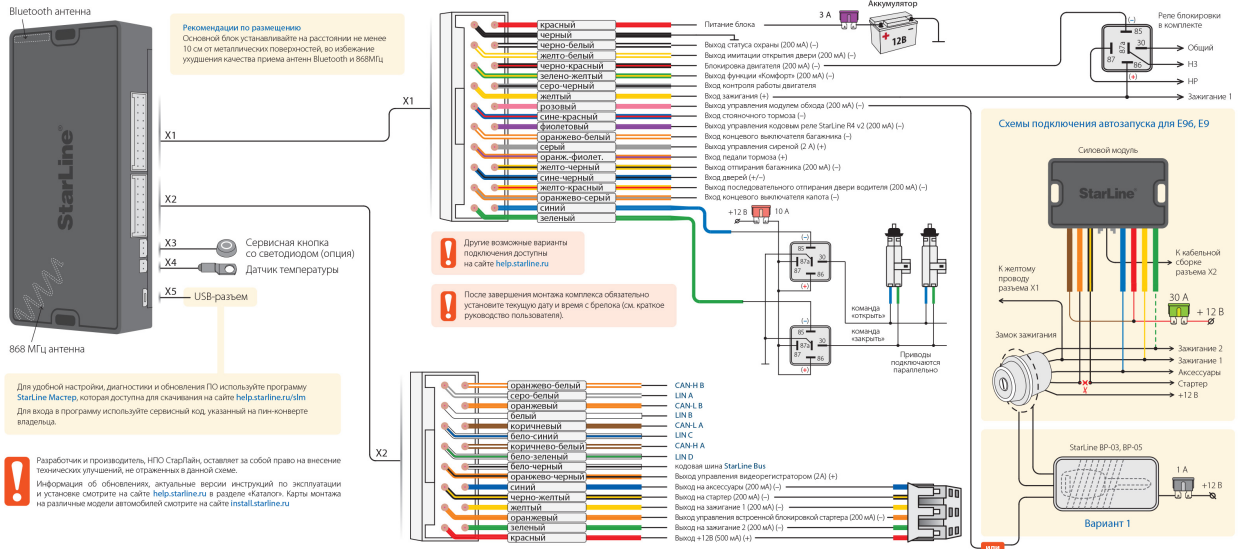 Bluetooth антенна
Рекомендации по размещению
Основной блок устанавливайте на расстоянии не менее
10 см от металлических поверхностей, во избежание
ухудшения качества приема антенн Bluetooth и 868МГц
StarLine
X1
X2
X3
Сервисная кнопка
со светодиодом (опция)
X4
Датчик температуры
X5
USB-разъем
868 МГц антенна
Для удобной настройки, диагностики и обновления ПО используйте программу
StarLine Мастер, которая доступна для скачивания на сайте help.starline.ru/slm
Для входа в программу используйте сервисный код, указанный на пин-конверте
владельца.
Разработчик и производитель, НПО СтарЛайн, оставляет за собой право на внесение
технических улучшений, не отраженных в данной схеме.
Информация об обновлениях, актуальные версии инструкций по эксплуатации
и установке смотрите на сайте help.starline.ru в разделе «Каталог». Карты монтажа
на различные модели автомобилей смотрите на сайте install.starline.ru
X1
красный
Питание блока
черный
черно-белый
Выход статуса охраны (200 мА) (–)
желто-белый
Выход имитации открытия двери (200 мА) (–)
черно-красный
Блокировка двигателя (200 мА) (–)
зелено-желтый
Выход функции «Комфорт» (200 мА) (–)
серо-черный
Вход контроля работы двигателя
желтый
Вход зажигания (+)
розовый
Выход управления модулем обхода (200 мА) (–)
сине-красный
Вход стояночного тормоза (–)
фиолетовый
Выход управления кодовым реле StarLine R4 v2 (200 мА) (–)
оранжево-белый
Вход концевого выключателя багажника (–)
серый
Выход управления сиреной (2 А) (+)
оранж.-фиолет.
Вход педали тормоза (+)
желто-черный
Выход отпирания багажника (200 мА) (–)
сине-черный
Вход дверей (+/–)
желто-красный
Выход последовательного отпирания двери водителя (200 мА) (–)
оранжево-серый
Вход концевого выключателя капота (–)
синий
зеленый
3 А
Аккумулятор
+ 12В
Реле блокировки
в комплекте
(–)
85
87
87a
30
86
(+)
Общий
НЗ
НР
Зажигание 1
Другие возможные варианты
подключения доступны
на сайте help.starline.ru
После завершения монтажа комплекса обязательно
установите текущую дату и время с брелока (см. краткое
руководство пользователя).
+12 В
10 А
(–)
85
87a
30
87
86
(+)
(–)
85
87a
30
87
86
(+)
команда
«открыть»
команда
«закрыть»
Приводы
подключаются
параллельно
X2
оранжево-белый
CAN-H B
серо-белый
LIN A
оранжевый
CAN-L B
белый
LIN B
коричневый
CAN-L A
бело-синий
LIN C
коричнево-белый
CAN-H A
бело-зеленый
LIN D
бело-черный
кодовая шина StarLine Bus
оранжево-черный
Выход управления видеорегистратором (2А) (+)
синий
Выход на аксессуары (200 мА) (–)
черно-желтый
Выход на стартер (200 мА) (–)
желтый
Выход на зажигание 1 (200 мА) (–)
оранжевый
Выход управления встроенной блокировкой стартера (200 мА) (–)
зеленый
Выход на зажигание 2 (200 мА) (–)
красный
Выход +12В (500 мА) (+)
Схемы подключения автозапуска для E96, E9
Силовой модуль
StarLine
К желтому
проводу
разъема X1
К кабельной
сборке
разъема X2
30 А
+ 12 В
Замок зажигания
Зажигание 2
Зажигание 1
Аксессуары
Стартер
+12 В
StarLine BP-03, BP-05
1 А
+12 В
Вариант 1
или